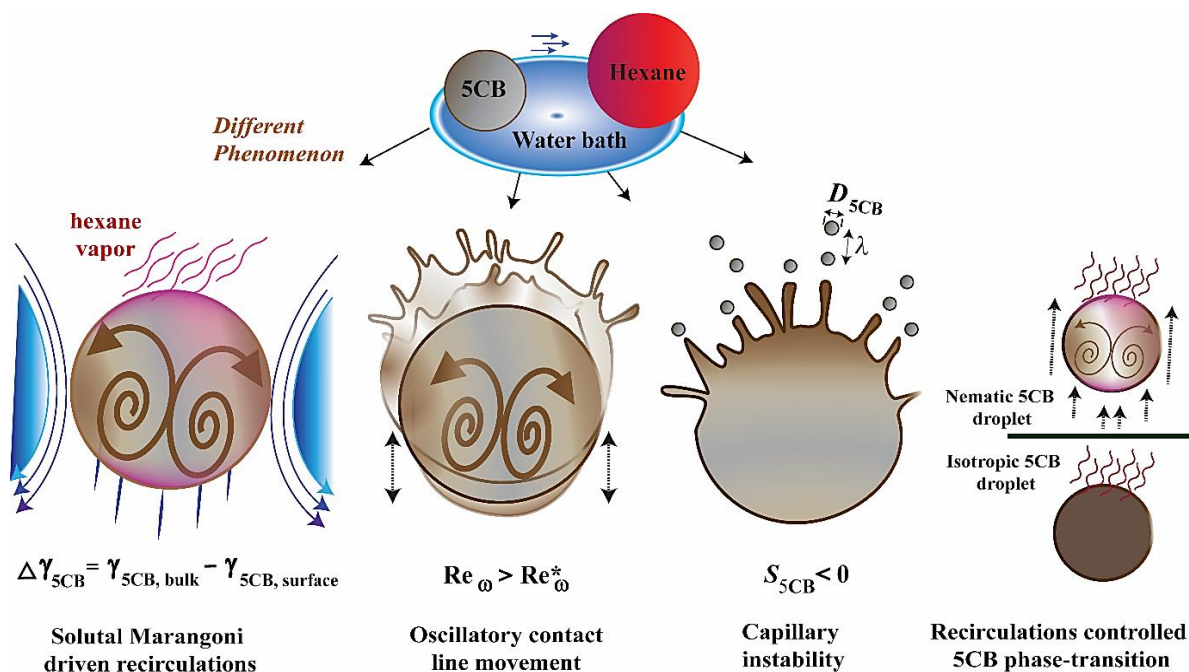 5CB
Hexane
Water bath
Different
Phenomenon
hexane
vapor
D5CB
λ
Nematic 5CB
droplet
Isotropic 5CB
droplet
△γ5CB = γ5CB, bulk − γ5CB, surface
Reω > Re*ω
S5CB < 0
Solutal Marangoni
driven recirculations
Oscillatory contact
line movement
Capillary
instability
Recirculations controlled
5CB phase-transition